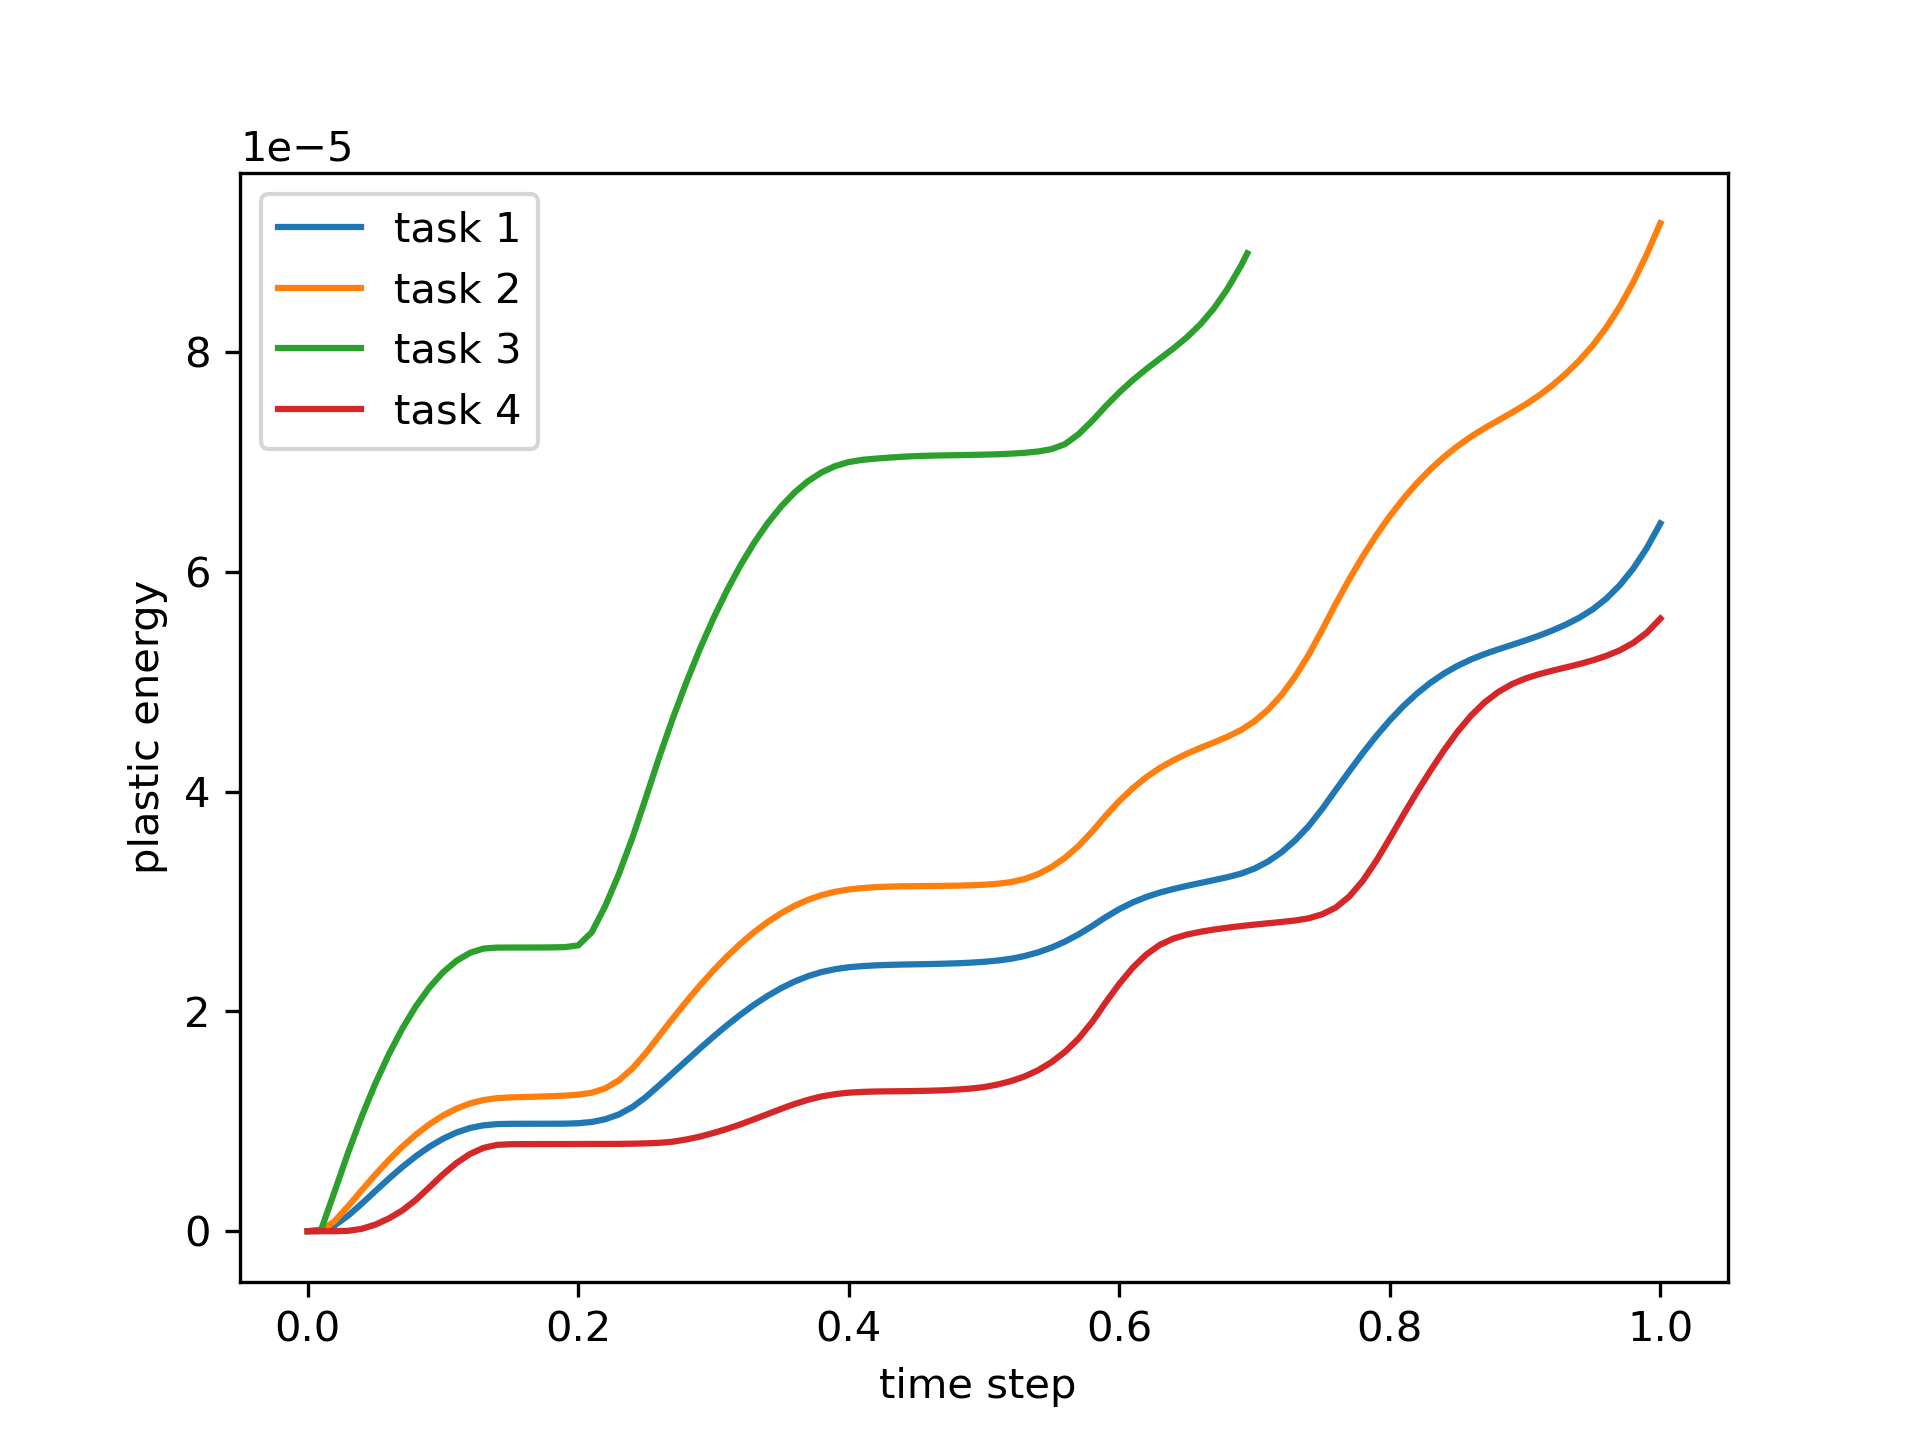 1e−5
task 1
task 2
task 3
task 4
8
6
4
2
0
plastic energy
0.0 0.2 0.4 0.6 0.8 1.0
time step